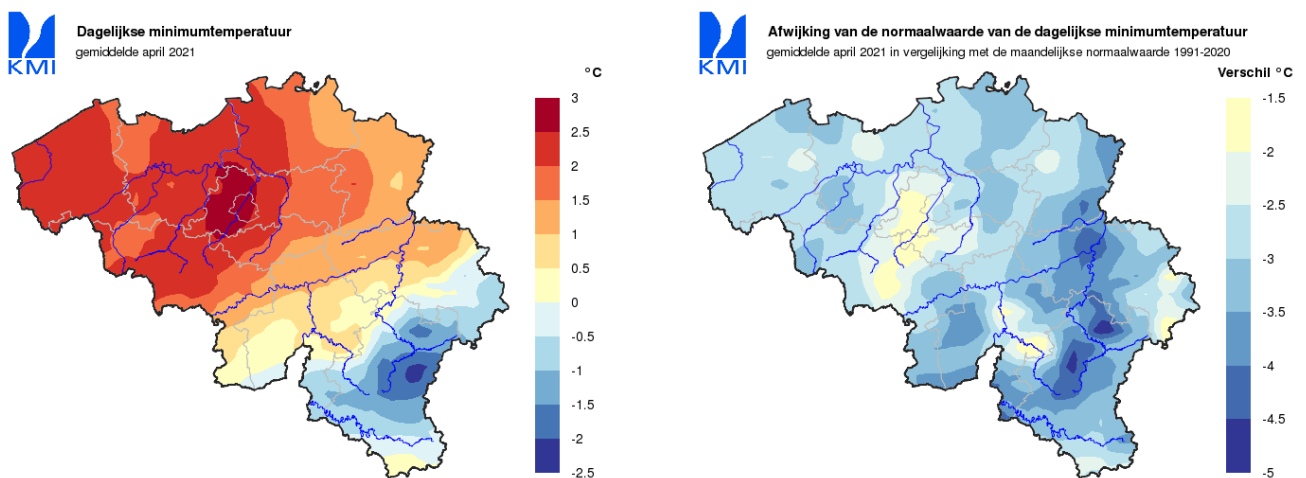 KMI
Dagelijkse minimumtemperatuur
gemiddelde april 2021
°C
3
2.5
2
1.5
1
0.5
0
-0.5
-1
-1.5
-2
-2.5
KMI
Afwijking van de normaalwaarde van de dagelijkse minimumtemperatuur
gemiddelde april 2021 in vergelijking met de maandelijkse normaalwaarde 1991-2020
Verschil °C
-1.5
-2
-2.5
-3
-3.5
-4
-4.5
-5